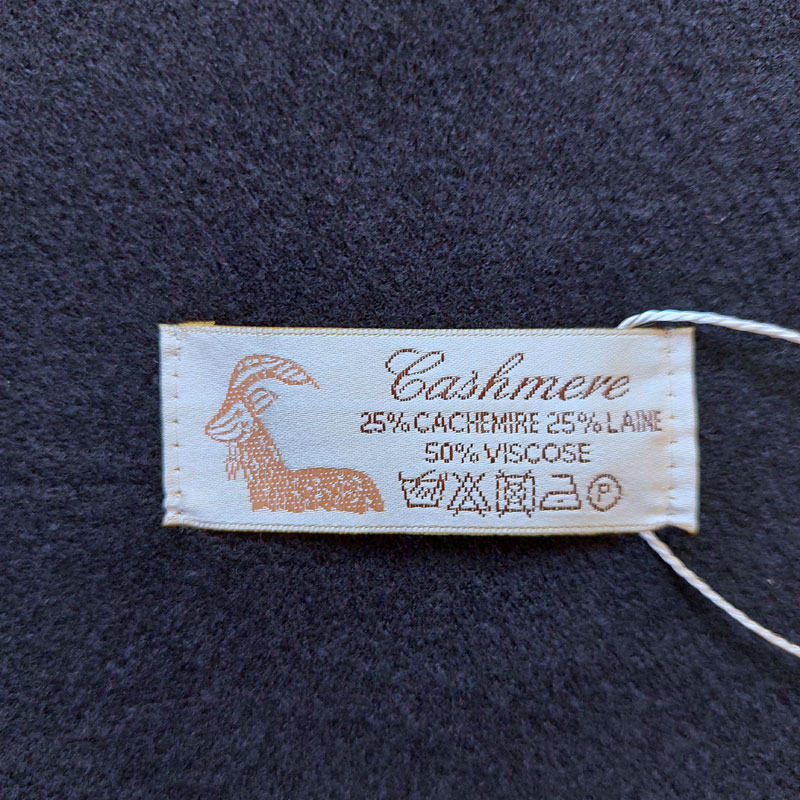 Cashmere
25% CACHEMIRE 25% LAINE
50% VISCOSE
P